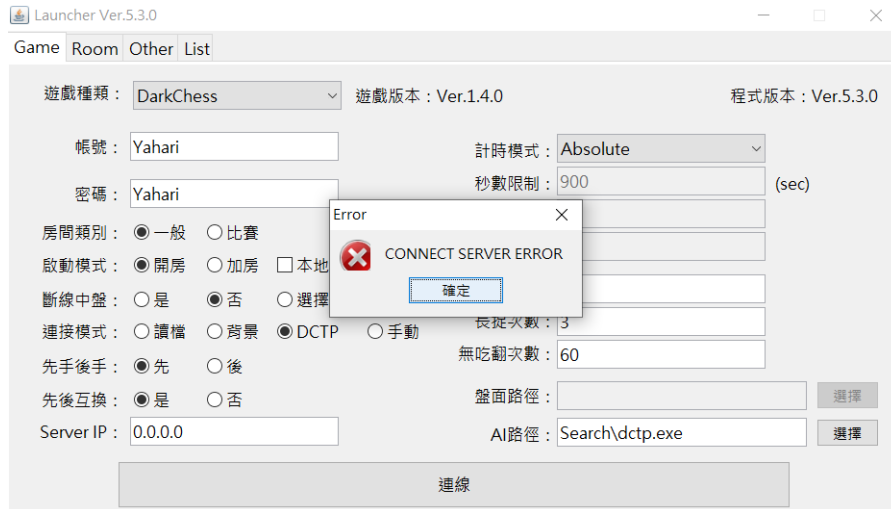 Launcher Ver.5.3.0
Game Room Other List
遊戲種類： DarkChess 遊戲版本：Ver.1.4.0 程式版本：Ver.5.3.0
帳號： Yahari 計時模式： Absolute
密碼： Yahari 秒數限制： 900 (sec)
Error
CONNECT SERVER ERROR
確定
房間類別： 一般 比賽
啟動模式： 開房 加房 本地
斷線中盤： 是 否 選擇
連接模式： 讀檔 背景 DCTP 手動 長捉次數： 3
先手後手： 先 後 無吃翻次數： 60
先後互換： 是 否 盤面路徑： 選擇
Server IP： 0.0.0.0 AI路徑： Search\dctp.exe 選擇
連線